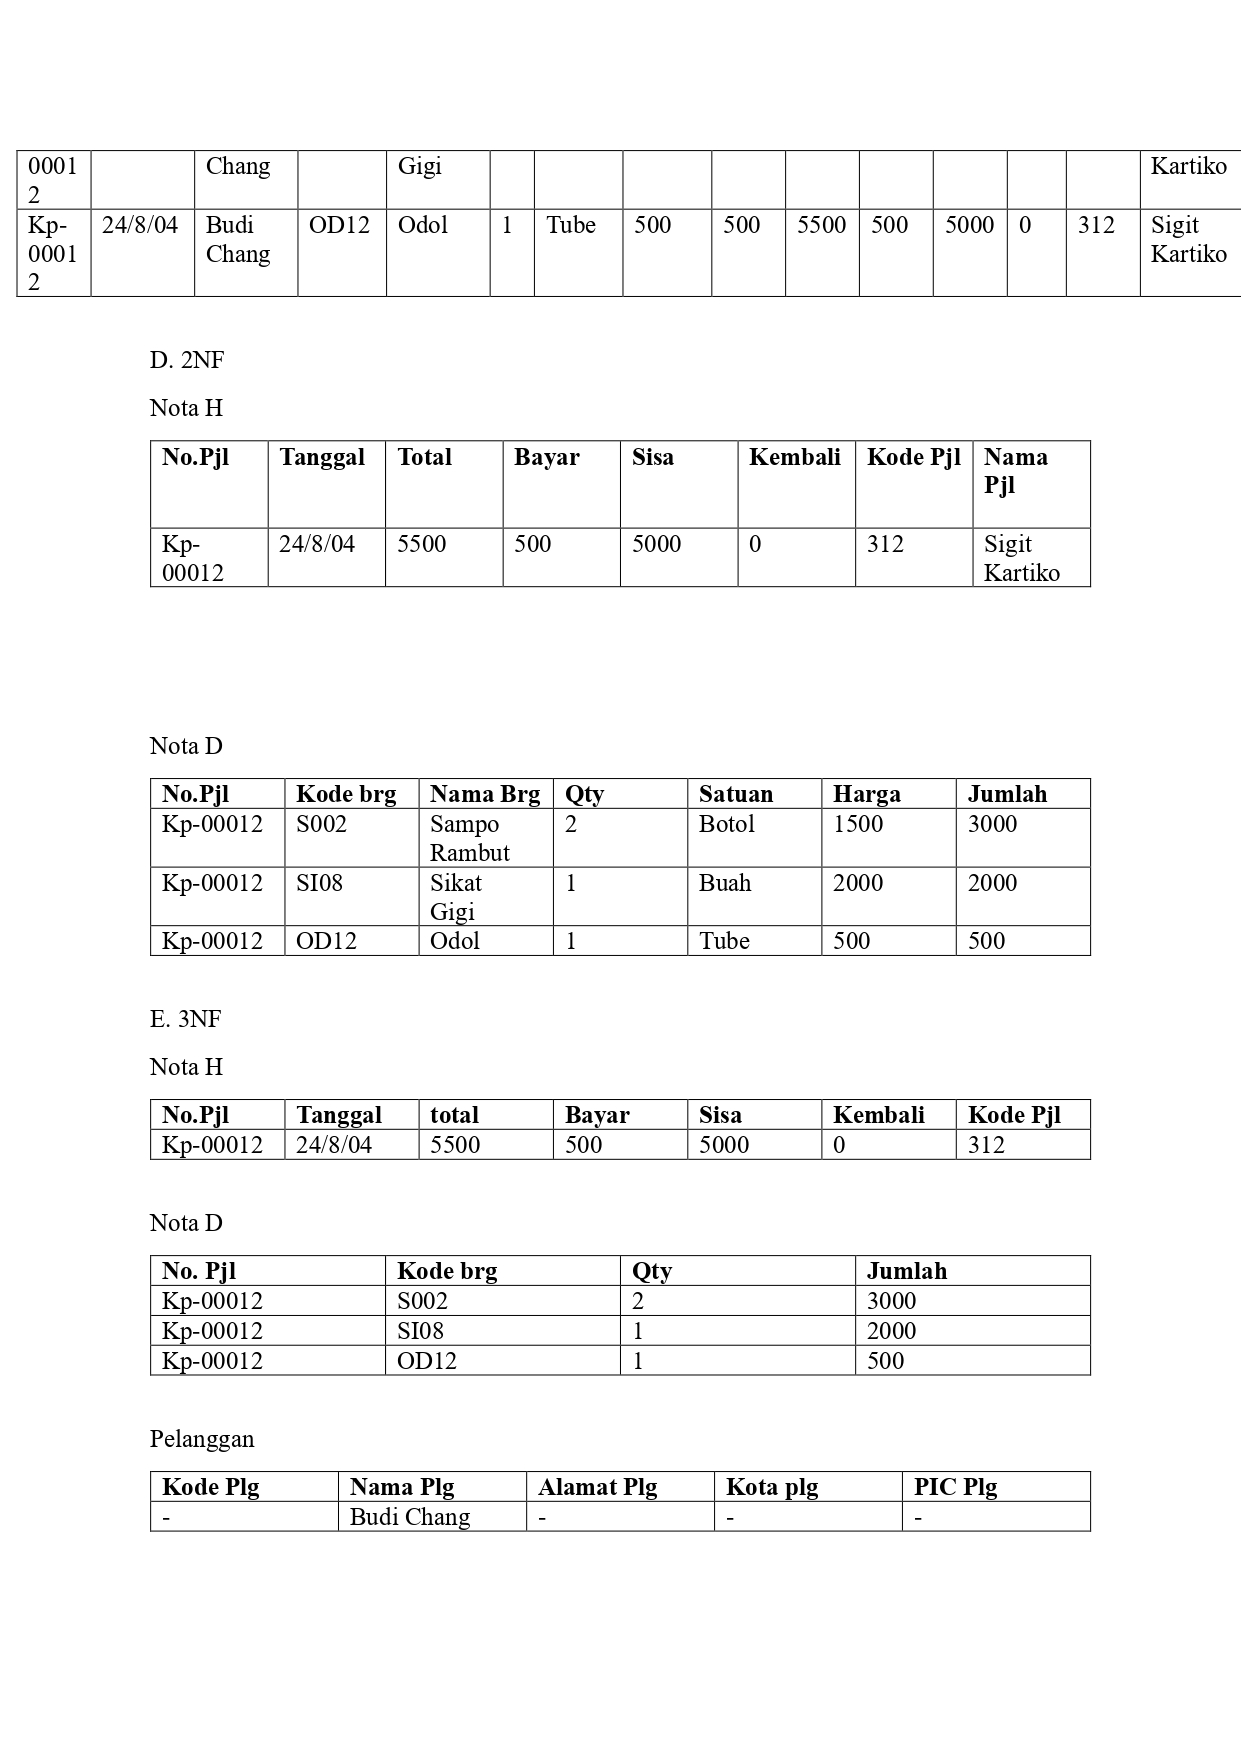 0001 Chang Gigi Kartiko
2
Kp- 24/8/04 Budi OD12 Odol 1 Tube 500 500 5500 500 5000 0 312 Sigit
0001 Chang Kartiko
2
D. 2NF
Nota H
No.Pjl Tanggal Total Bayar Sisa Kembali Kode Pjl Nama
Pjl
Kp- 24/8/04 5500 500 5000 0 312 Sigit
00012 Kartiko
Nota D
No.Pjl Kode brg Nama Brg Qty Satuan Harga Jumlah
Kp-00012 S002 Sampo 2 Botol 1500 3000
Rambut
Kp-00012 SI08 Sikat 1 Buah 2000 2000
Gigi
Kp-00012 OD12 Odol 1 Tube 500 500
E. 3NF
Nota H
No.Pjl Tanggal total Bayar Sisa Kembali Kode Pjl
Kp-00012 24/8/04 5500 500 5000 0 312
Nota D
No. Pjl Kode brg Qty Jumlah
Kp-00012 S002 2 3000
Kp-00012 SI08 1 2000
Kp-00012 OD12 1 500
Pelanggan
Kode Plg Nama Plg Alamat Plg Kota plg PIC Plg
- Budi Chang - - -